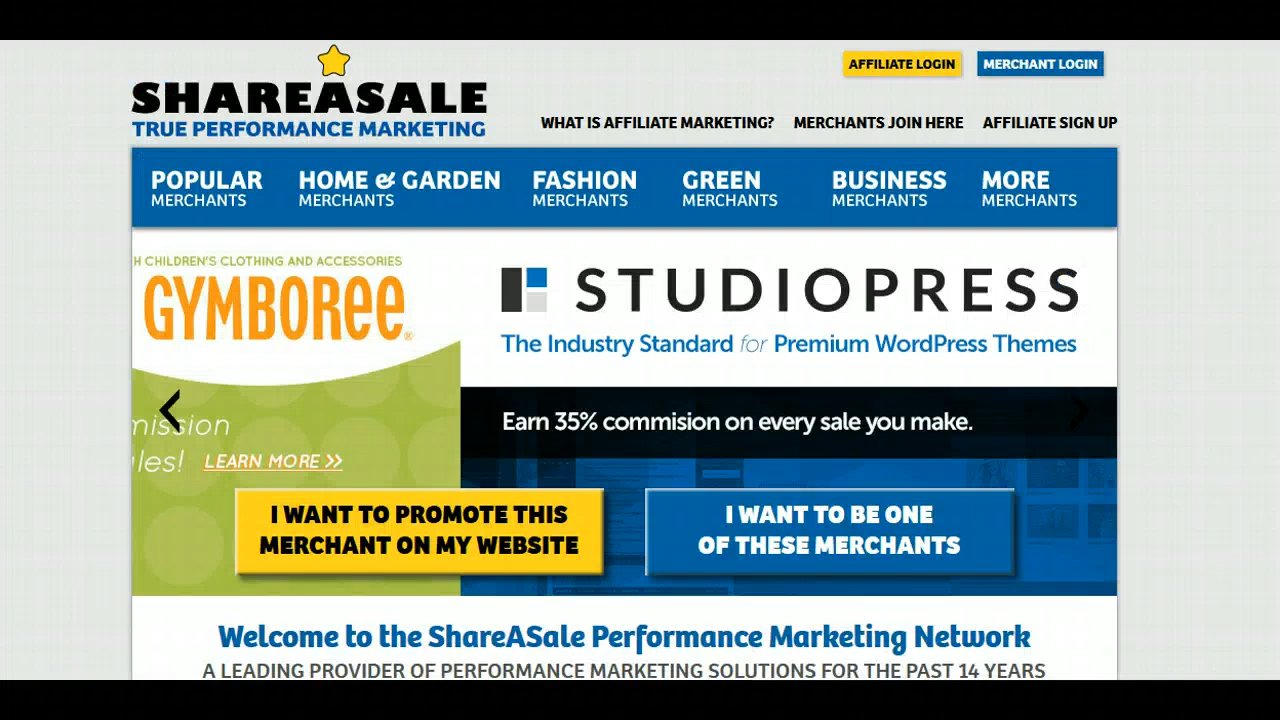 SHAREASALE
TRUE PERFORMANCE MARKETING
AFFILIATE LOGIN
MERCHANT LOGIN
WHAT IS AFFILIATE MARKETING?
MERCHANTS JOIN HERE
AFFILIATE SIGN UP
POPULAR
MERCHANTS
HOME & GARDEN
MERCHANTS
FASHION
MERCHANTS
GREEN
MERCHANTS
BUSINESS
MERCHANTS
MORE
MERCHANTS
H CHILDREN'S CLOTHING AND ACCESSORIES
GYMBOREE®
mission
les! LEARN MORE >>
STUDIOPRESS
The Industry Standard for Premium WordPress Themes
Earn 35% commision on every sale you make.
I WANT TO PROMOTE THIS
MERCHANT ON MY WEBSITE
I WANT TO BE ONE
OF THESE MERCHANTS
Welcome to the ShareASale Performance Marketing Network
A LEADING PROVIDER OF PERFORMANCE MARKETING SOLUTIONS FOR THE PAST 14 YEARS